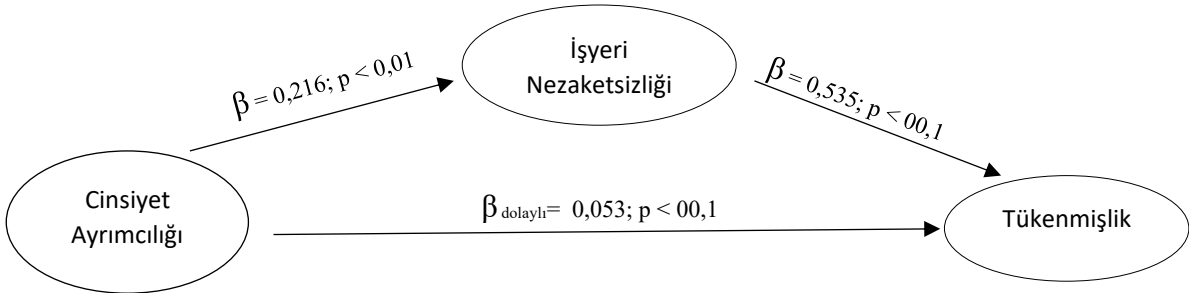 İşyeri
Nezaketsizliği
β = 0,216; p < 0,01
β = 0,535; p < 00,1
Cinsiyet
Ayrımcılığı
β dolaylı= 0,053; p < 00,1
Tükenmişlik